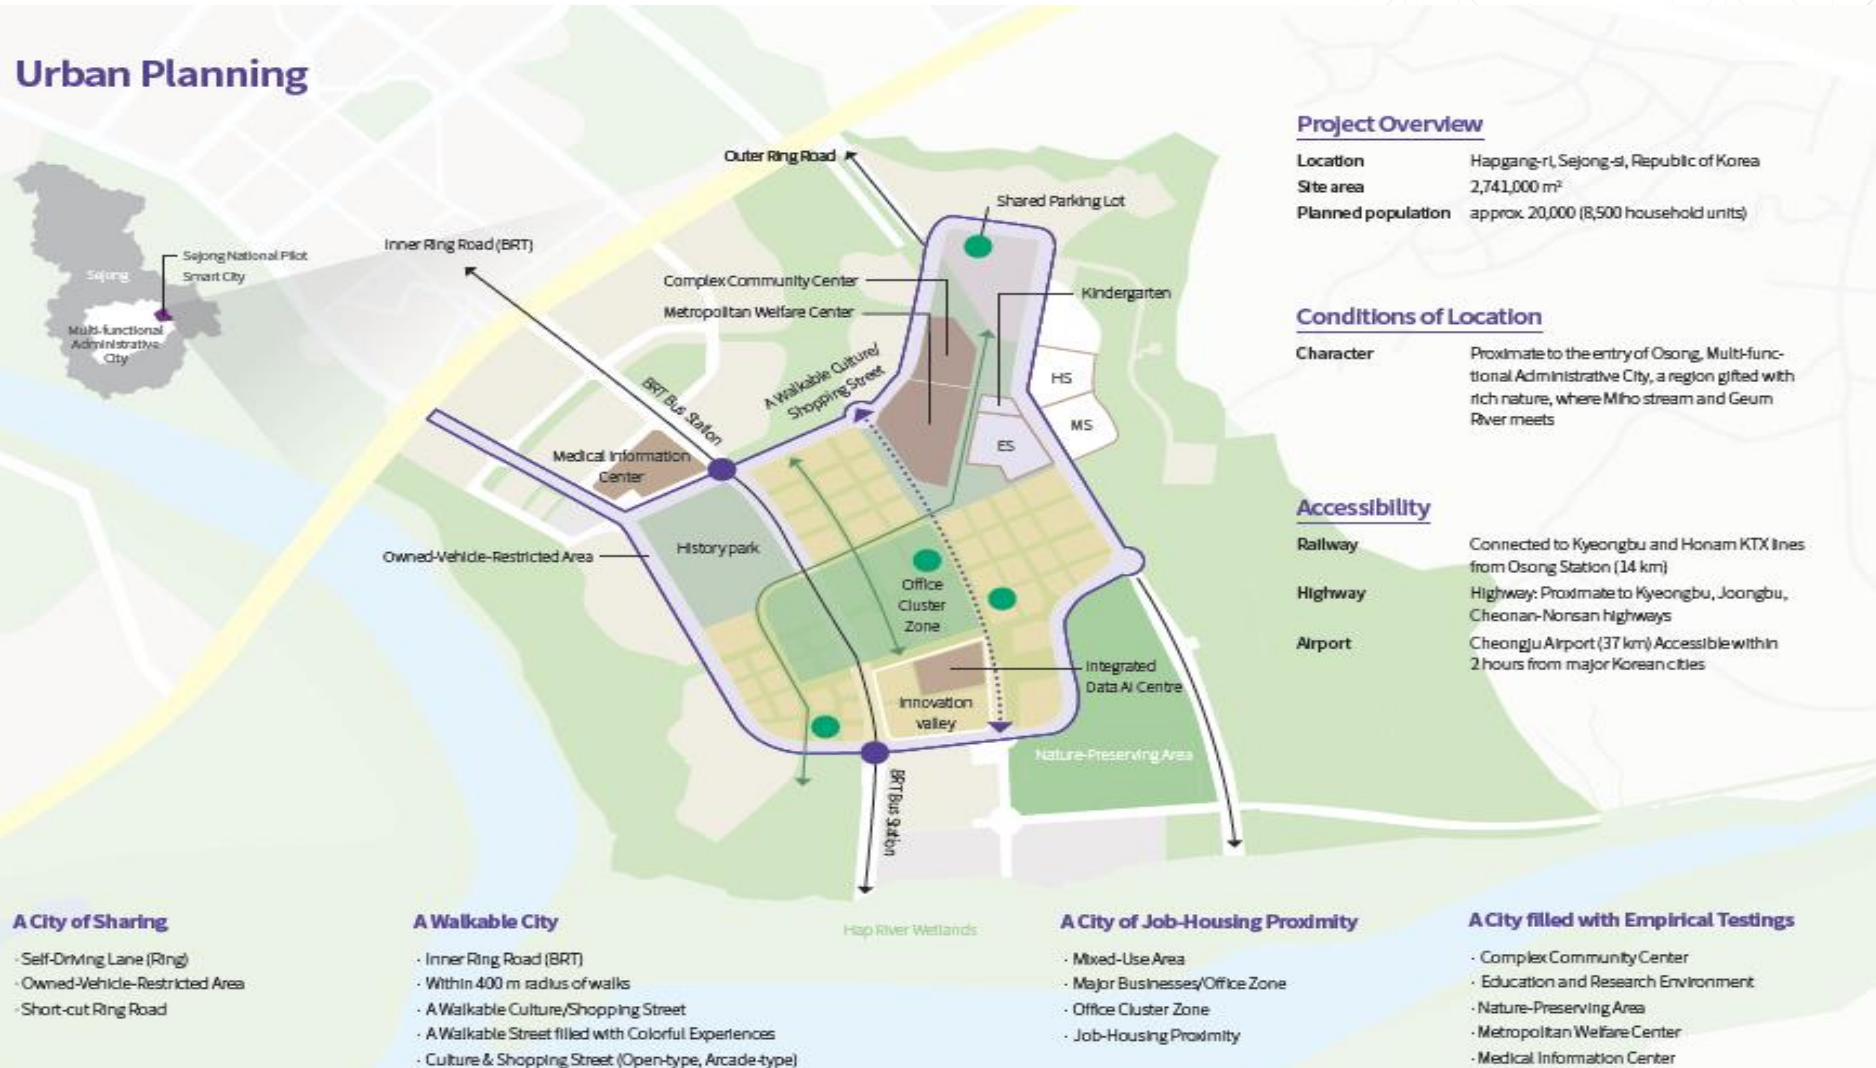 Urban Planning
Sejong
Sejong National Pilot
Smart City
Multi-functional
Administrative
City
Outer Ring Road
Inner Ring Road (BRT)
Shared Parking Lot
Complex Community Center
Metropolitan Welfare Center
Kindergarten
A Walkable Culture/
Shopping Street
BRT Bus Station
HS
MS
ES
Medical Information
Center
Owned-Vehicle-Restricted Area
History park
Office
Cluster
Zone
Integrated
Data AI Centre
Innovation
valley
Nature-Preserving Area
BRT Bus Station
Hap River Wetlands
Project Overview
Location Hapgang-ri, Sejong-si, Republic of Korea
Site area 2,741,000 m²
Planned population approx. 20,000 (8,500 household units)
Conditions of Location
Character Proximate to the entry of Osong, Multi-func-
tional Administrative City, a region gifted with
rich nature, where Miho stream and Geum
River meets
Accessibility
Railway Connected to Kyeongbu and Honam KTX lines
from Osong Station (14 km)
Highway Highway: Proximate to Kyeongbu, Joongbu,
Cheonan-Nonsan highways
Airport Cheongju Airport (37 km) Accessible within
2 hours from major Korean cities
A City of Sharing
· Self-Driving Lane (Ring)
· Owned-Vehicle-Restricted Area
· Short-cut Ring Road
A Walkable City
· Inner Ring Road (BRT)
· Within 400 m radius of walks
· A Walkable Culture/Shopping Street
· A Walkable Street filled with Colorful Experiences
· Culture & Shopping Street (Open-type, Arcade-type)
A City of Job-Housing Proximity
· Mixed-Use Area
· Major Businesses/Office Zone
· Office Cluster Zone
· Job-Housing Proximity
A City filled with Empirical Testings
· Complex Community Center
· Education and Research Environment
· Nature-Preserving Area
· Metropolitan Welfare Center
· Medical Information Center